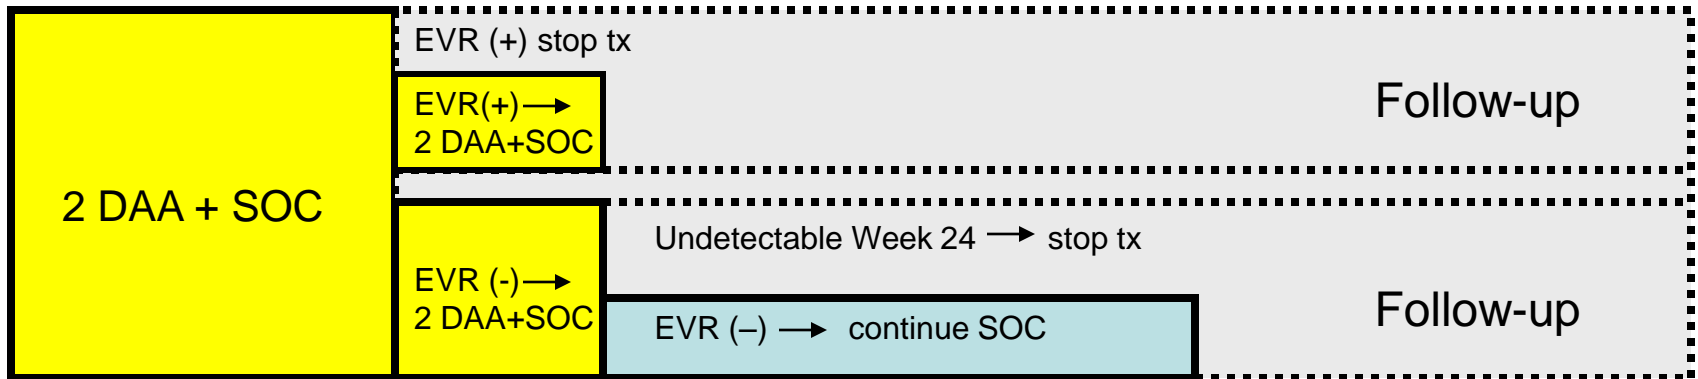 2 DAA + SOC
EVR (+) stop tx
EVR(+)→
2 DAA+SOC
Follow-up
EVR (-)→
2 DAA+SOC
Undetectable Week 24 → stop tx
EVR (–) → continue SOC
Follow-up